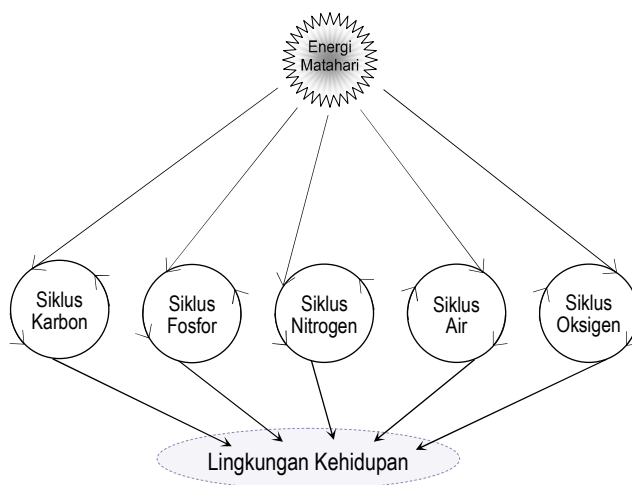 Energi
Matahari
Siklus
Karbon
Siklus
Fosfor
Siklus
Nitrogen
Siklus
Air
Siklus
Oksigen
Lingkungan Kehidupan